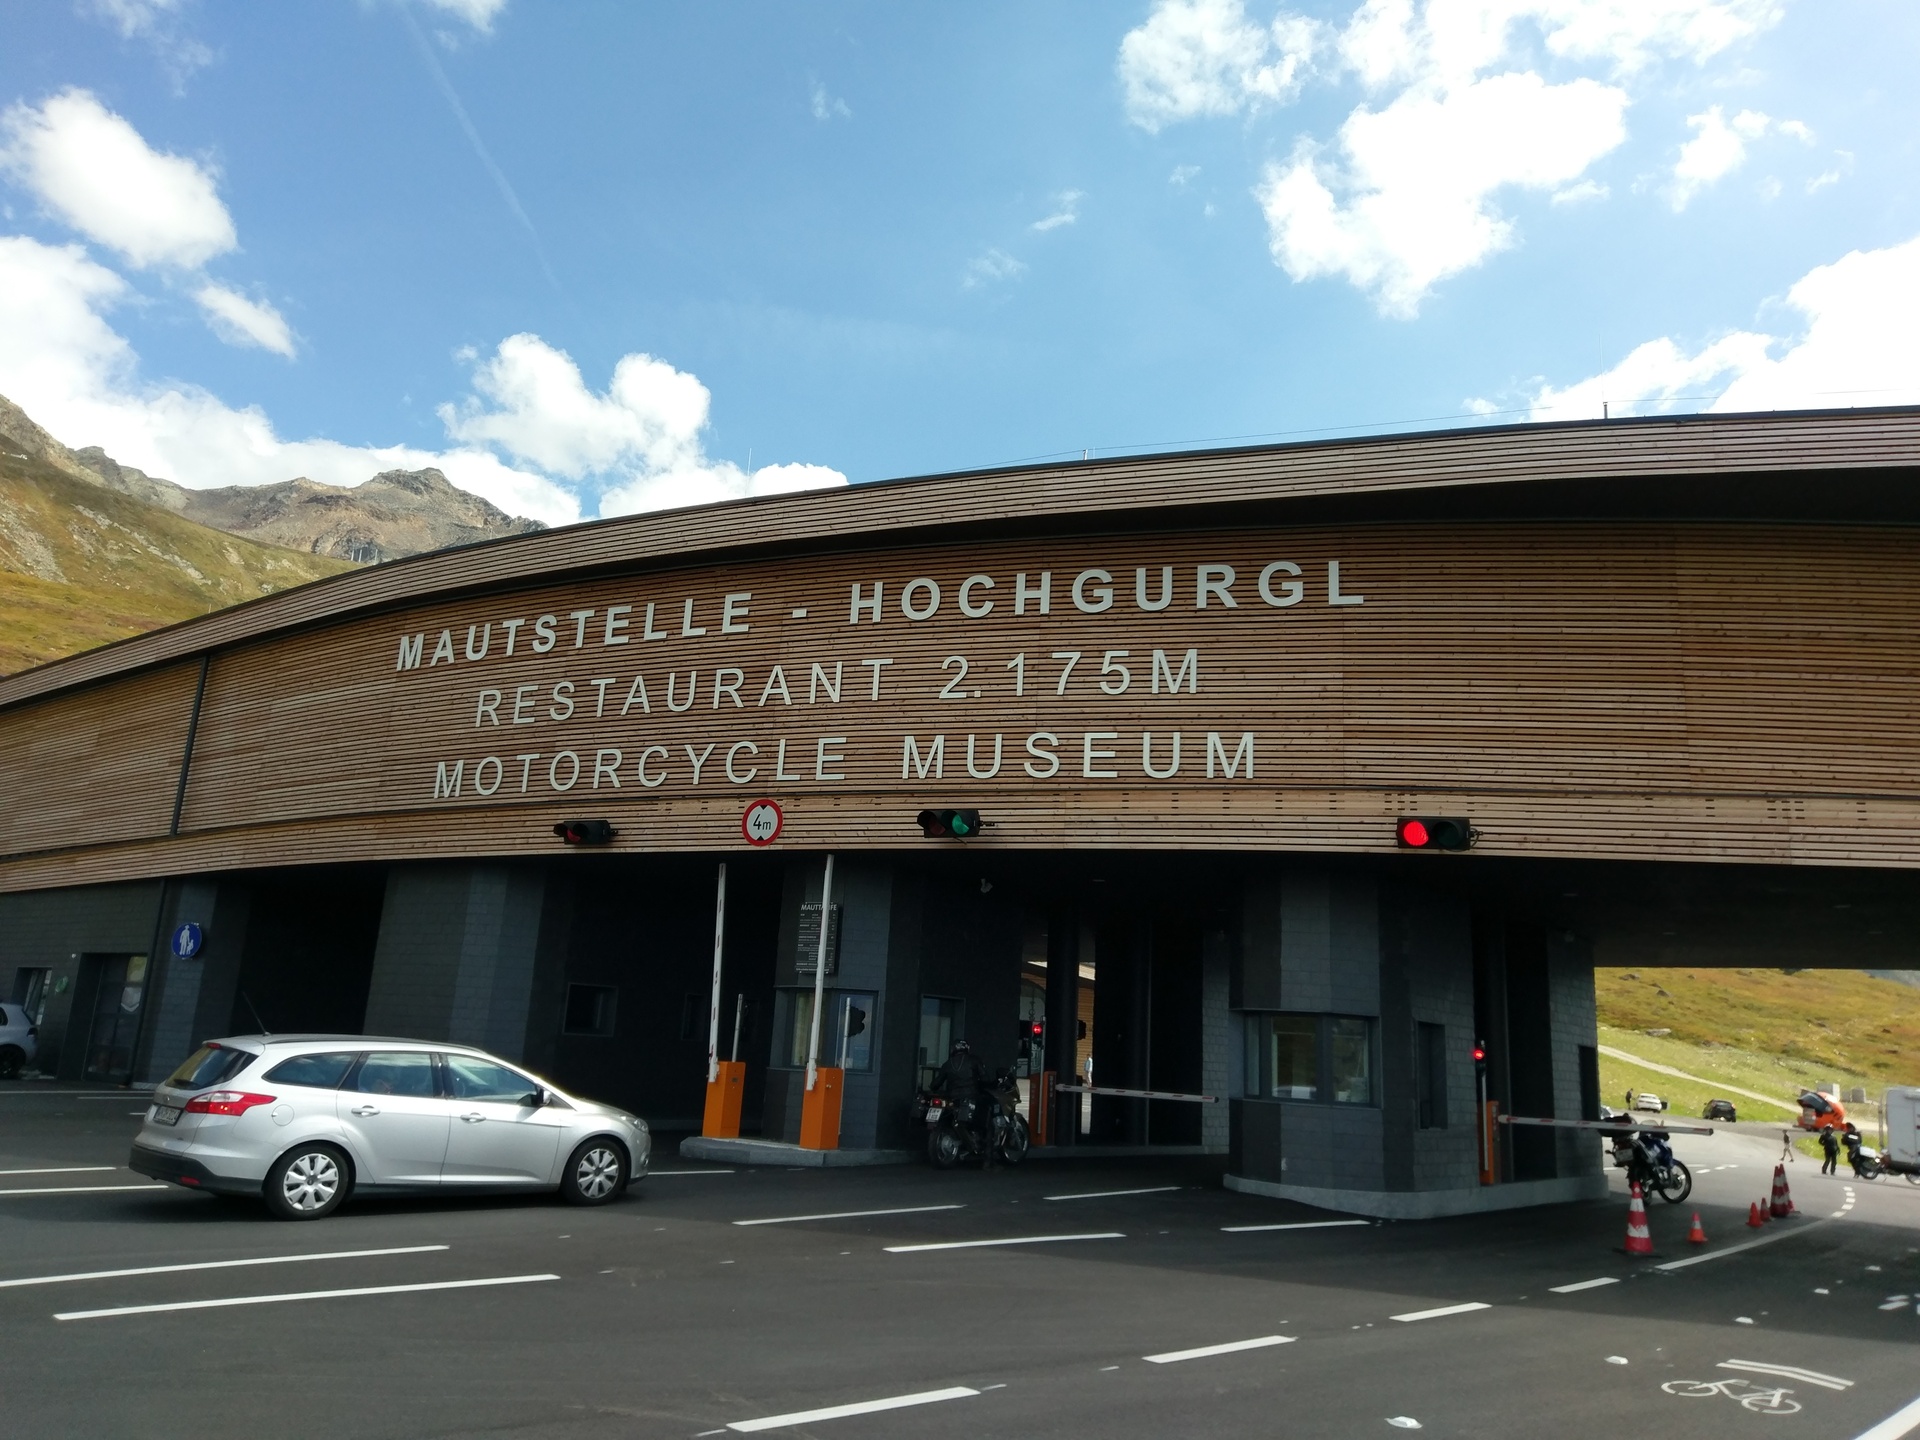 MAUTSTELLE - HOCHGURGL
RESTAURANT 2.175M
MOTORCYCLE MUSEUM
4m